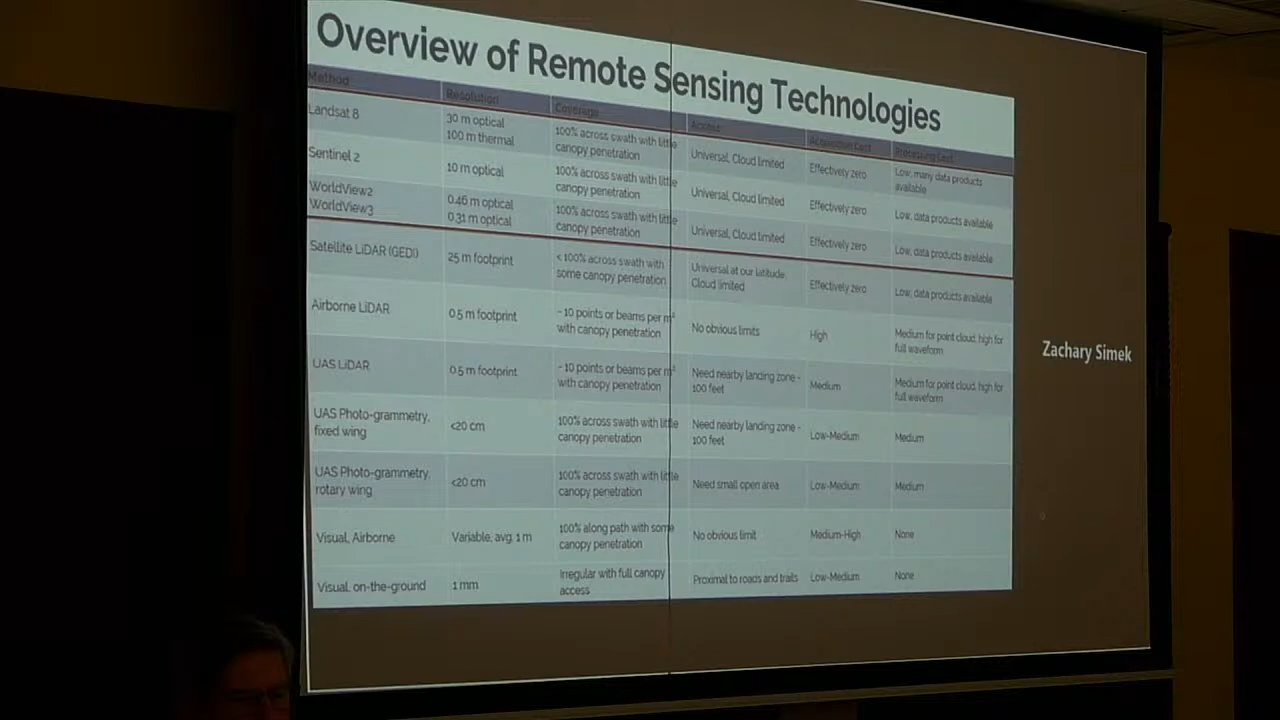 Overview of Remote Sensing Technologies
Method Resolution Coverage Access Acquisition Cost Processing Cost
Landsat 8
30 m optical
100 m thermal
100% across swath with little
canopy penetration
Universal, Cloud limited
Effectively zero
Low, many data products
available
Sentinel 2
10 m optical
100% across swath with little
canopy penetration
Universal, Cloud limited
Effectively zero
Low, data products available
WorldView2
WorldView3
0.46 m optical
0.31 m optical
100% across swath with little
canopy penetration
Universal, Cloud limited
Effectively zero
Low, data products available
Satellite LiDAR (GEDI)
25 m footprint
<100% across swath with
some canopy penetration
Universal at our latitude,
Cloud limited
Effectively zero
Low, data products available
Airborne LiDAR
0.5 m footprint
~10 points or beams per m²
with canopy penetration
No obvious limits
High
Medium for point cloud, high for
full waveform
UAS LiDAR
0.5 m footprint
~10 points or beams per m²
with canopy penetration
Need nearby landing zone ~
100 feet
Medium
Medium for point cloud, high for
full waveform
UAS Photo-grammetry,
fixed wing
<20 cm
100% across swath with little
canopy penetration
Need nearby landing zone ~
100 feet
Low-Medium
Medium
UAS Photo-grammetry,
rotary wing
<20 cm
100% across swath with little
canopy penetration
Need small open area
Low-Medium
Medium
Visual, Airborne
Variable, avg. 1 m
100% along path with some
canopy penetration
No obvious limit
Medium-High
None
Visual, on-the-ground
1 mm
Irregular with full canopy
access
Proximal to roads and trails
Low-Medium
None
Zachary Simek